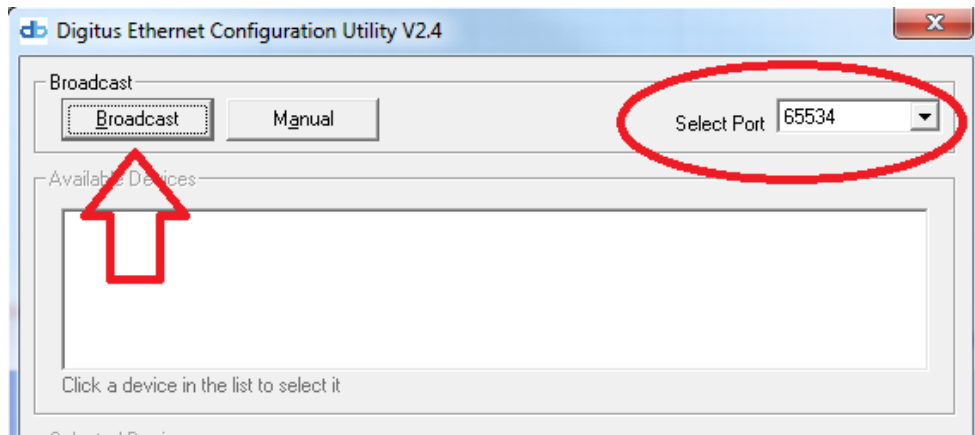 Digitus Ethernet Configuration Utility V2.4
Broadcast
Broadcast Manual Select Port 65534
Available Devices
Click a device in the list to select it